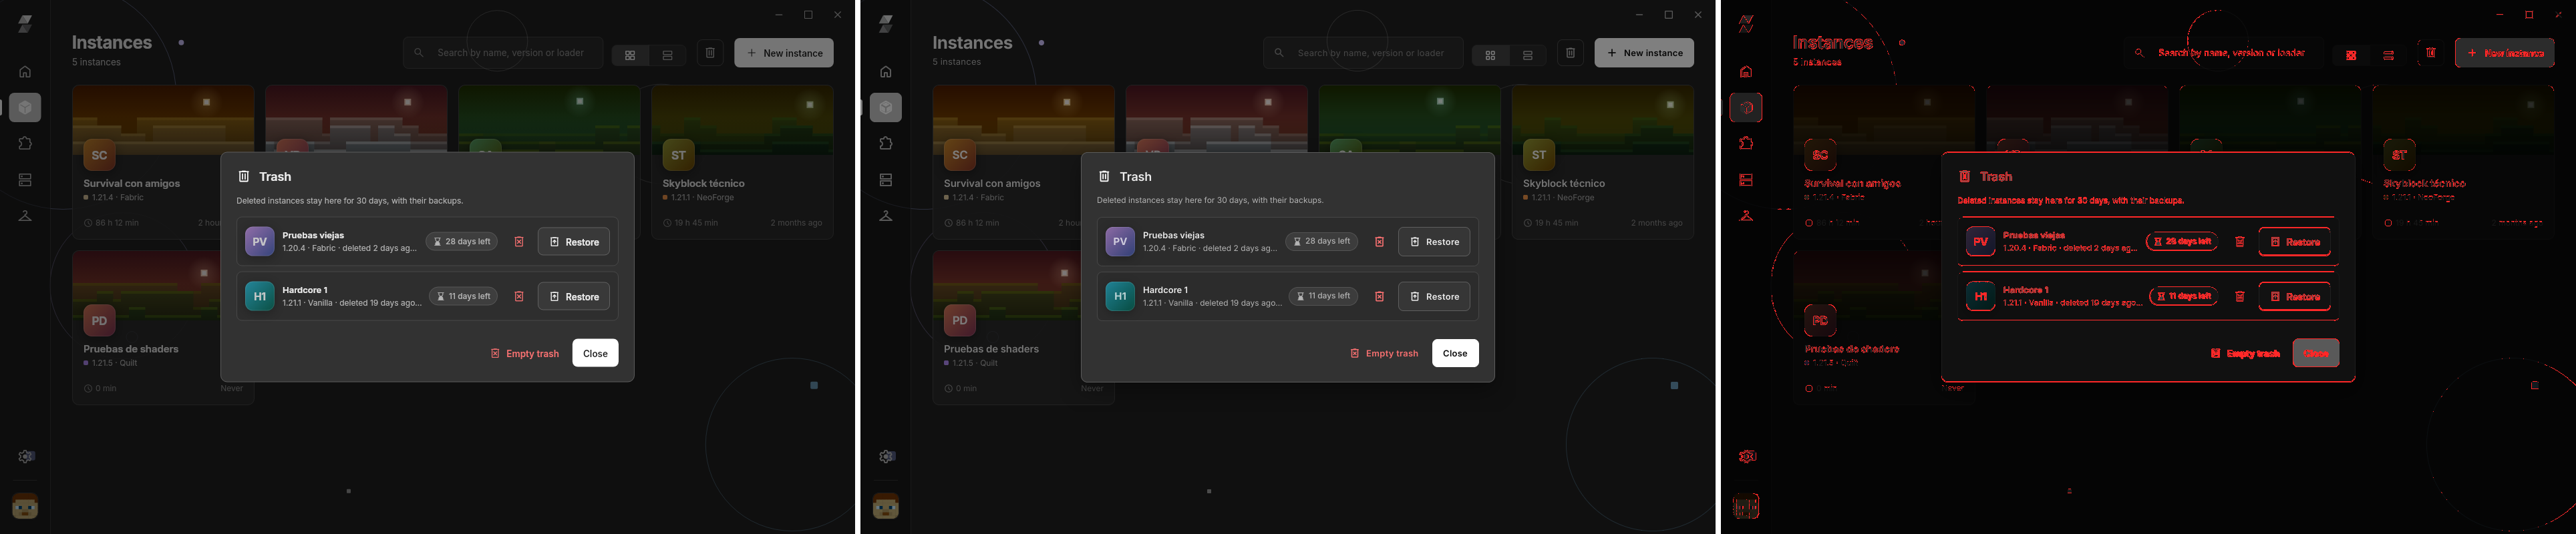 Instances
5 instances
Search by name, version or loader
New instance
SC
Survival con amigos
1.21.4 · Fabric
86 h 12 min
ST
Skyblock técnico
1.21.1 · NeoForge
19 h 45 min
2 months ago
PD
Pruebas de shaders
1.21.5 · Quilt
0 min
Never
Trash
Deleted instances stay here for 30 days, with their backups.
PV
Pruebas viejas
1.20.4 · Fabric · deleted 2 days ag...
28 days left
Restore
H1
Hardcore 1
1.21.1 · Vanilla · deleted 19 days ago...
11 days left
Restore
Empty trash
Close
Instances
5 instances
Search by name, version or loader
New instance
SC
Survival con amigos
1.21.4 · Fabric
86 h 12 min
ST
Skyblock técnico
1.21.1 · NeoForge
19 h 45 min
2 months ago
PD
Pruebas de shaders
1.21.5 · Quilt
0 min
Never
Trash
Deleted instances stay here for 30 days, with their backups.
PV
Pruebas viejas
1.20.4 · Fabric · deleted 2 days ag...
28 days left
Restore
H1
Hardcore 1
1.21.1 · Vanilla · deleted 19 days ago...
11 days left
Restore
Empty trash
Close
Instances
5 instances
Search by name, version or loader
New instance
SC
Survival con amigos
ST
Skyblock técnico
Pruebas de shaders
Never
Trash
Deleted instances stay here for 30 days, with their backups.
PV
Pruebas viejas
1.20.4 · Fabric · deleted 2 days ag...
28 days left
Restore
H1
Hardcore 1
1.21.1 · Vanilla · deleted 19 days ago...
11 days left
Restore
Empty trash
Close